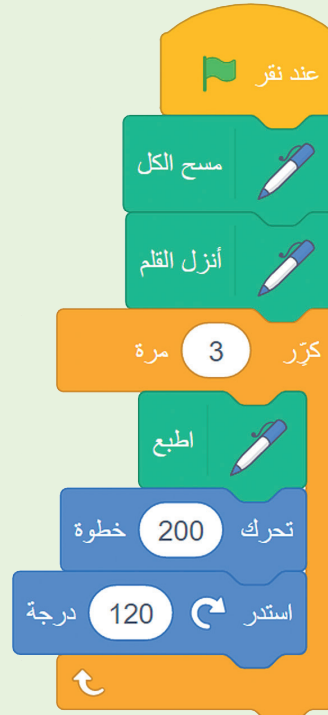 عند نقر
مسح الكل
أنزل القلم
كرّر 3 مرة
اطبع
تحرك 200 خطوة
استدر 120 درجة